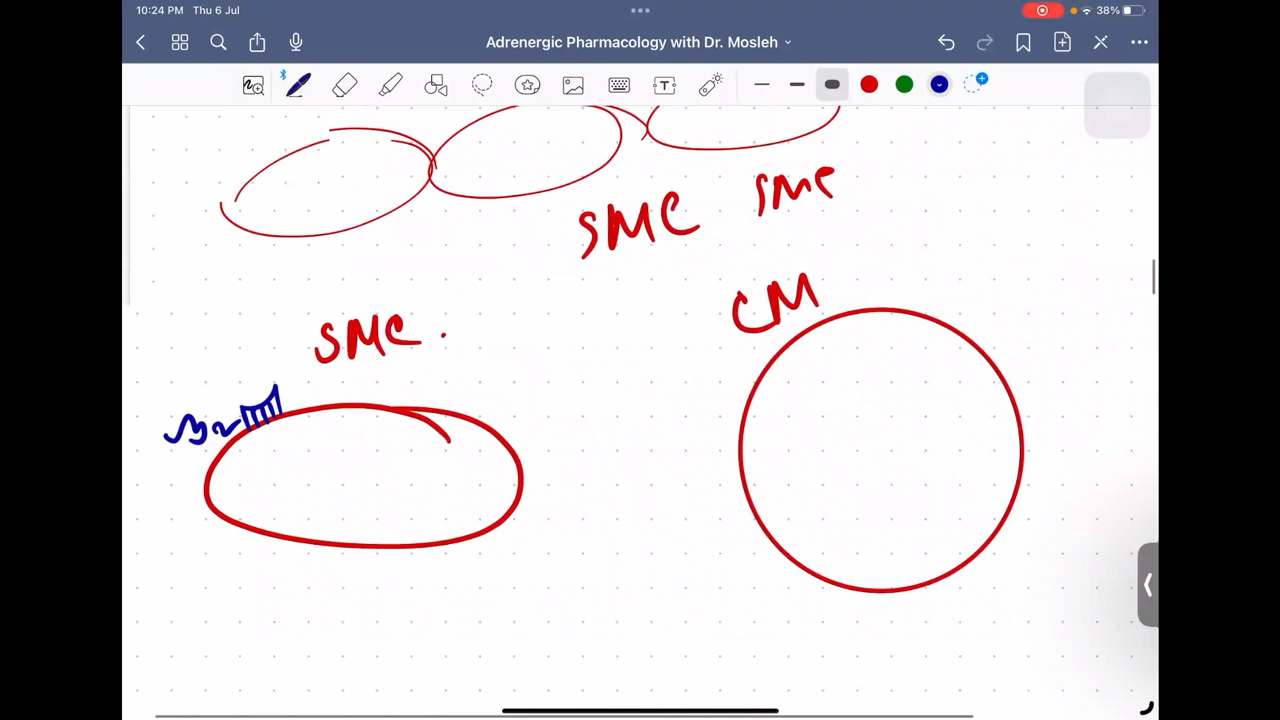 10:24 PM Thu 6 Jul
38%
Adrenergic Pharmacology with Dr. Mosleh
T
SMC SMC
CM
SMC.